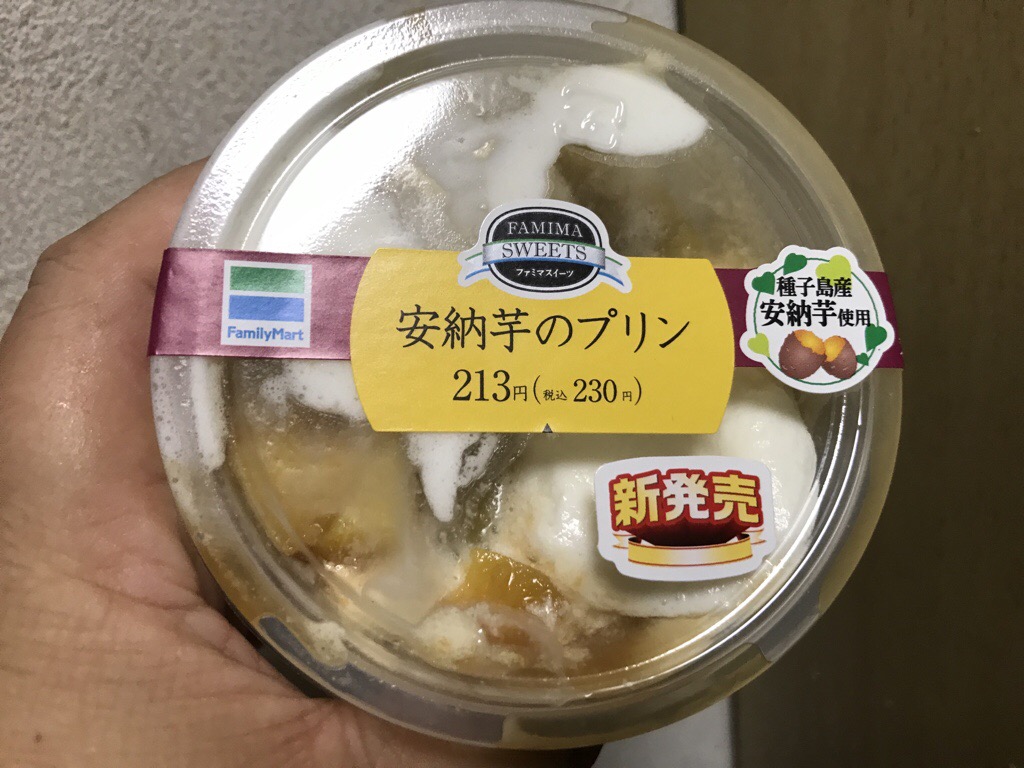 FAMIMA
SWEETS
ファミマスイーツ
FamilyMart
安納芋のプリン
213円(税込 230円)
種子島産
安納芋使用
新発売